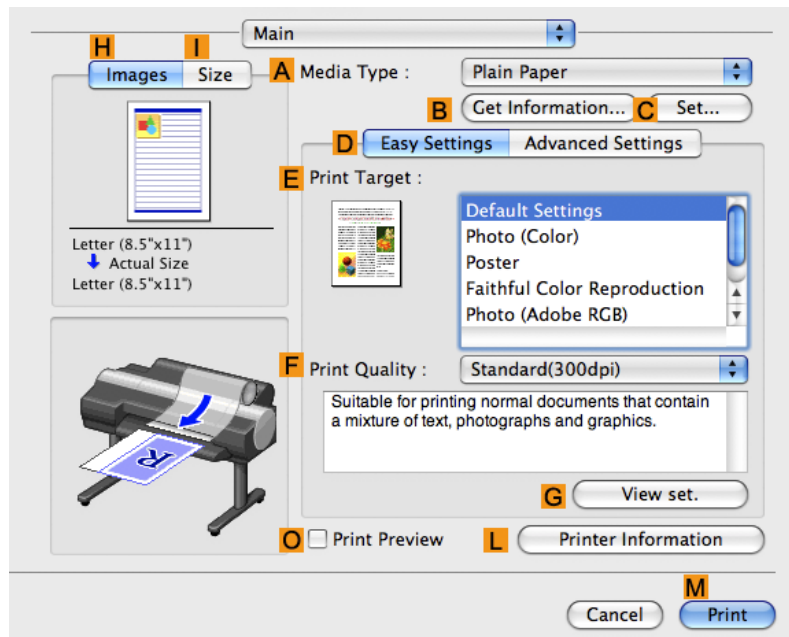 Main
H I
Images Size
A Media Type : Plain Paper
B Get Information... C Set...
D Easy Settings Advanced Settings
E Print Target :
Default Settings
Photo (Color)
Poster
Faithful Color Reproduction
Photo (Adobe RGB)
Letter (8.5"x11")
Actual Size
Letter (8.5"x11")
F Print Quality : Standard(300dpi)
Suitable for printing normal documents that contain
a mixture of text, photographs and graphics.
R
G View set.
O Print Preview L Printer Information
M
Cancel Print